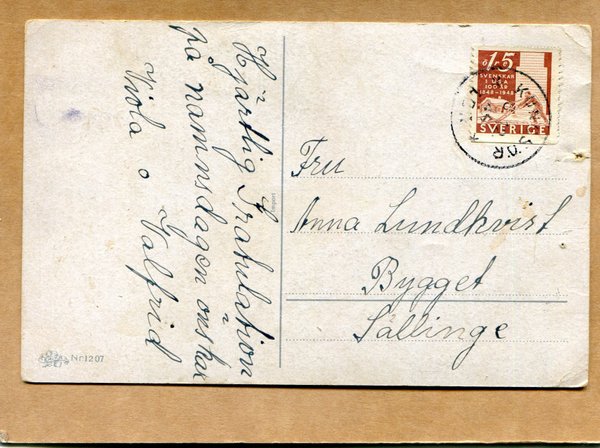 Hjärtlig Gratulation
på namnsdagen önskar
Viola o Valfrid
Nr 1207
Import
15 ö
SVENSKAR
I USA
100 ÅR
1848-1948
SVERIGE
Fru
Anna Lundkvist
Bygget
Sällinge